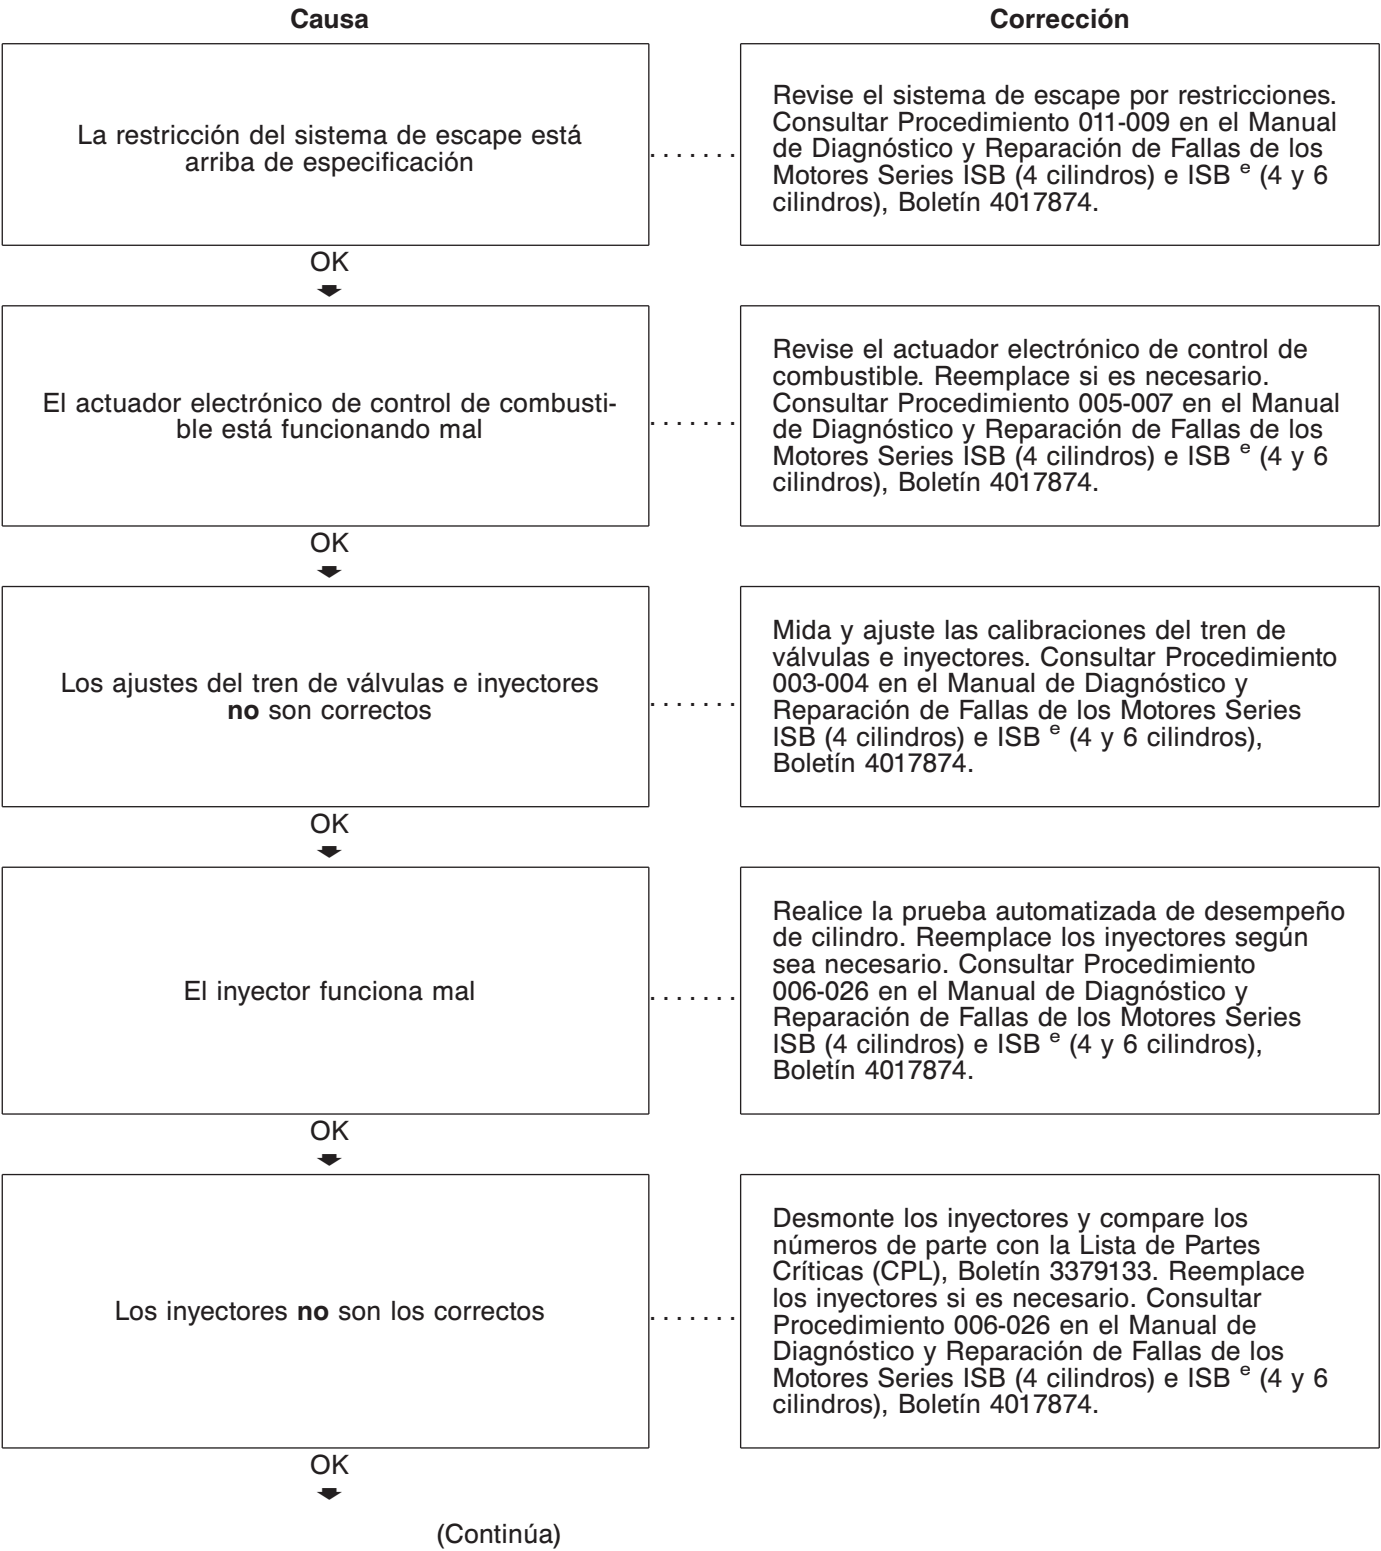 Causa
Corrección
La restricción del sistema de escape está
arriba de especificación
. . . . . . .
Revise el sistema de escape por restricciones.
Consultar Procedimiento 011-009 en el Manual
de Diagnóstico y Reparación de Fallas de los
Motores Series ISB (4 cilindros) e ISB e (4 y 6
cilindros), Boletín 4017874.
OK
El actuador electrónico de control de combusti-
ble está funcionando mal
. . . . . . .
Revise el actuador electrónico de control de
combustible. Reemplace si es necesario.
Consultar Procedimiento 005-007 en el Manual
de Diagnóstico y Reparación de Fallas de los
Motores Series ISB (4 cilindros) e ISB e (4 y 6
cilindros), Boletín 4017874.
OK
Los ajustes del tren de válvulas e inyectores
no son correctos
. . . . . . .
Mida y ajuste las calibraciones del tren de
válvulas e inyectores. Consultar Procedimiento
003-004 en el Manual de Diagnóstico y
Reparación de Fallas de los Motores Series
ISB (4 cilindros) e ISB e (4 y 6 cilindros),
Boletín 4017874.
OK
El inyector funciona mal
. . . . . . .
Realice la prueba automatizada de desempeño
de cilindro. Reemplace los inyectores según
sea necesario. Consultar Procedimiento
006-026 en el Manual de Diagnóstico y
Reparación de Fallas de los Motores Series
ISB (4 cilindros) e ISB e (4 y 6 cilindros),
Boletín 4017874.
OK
Los inyectores no son los correctos
. . . . . . .
Desmonte los inyectores y compare los
números de parte con la Lista de Partes
Críticas (CPL), Boletín 3379133. Reemplace
los inyectores si es necesario. Consultar
Procedimiento 006-026 en el Manual de
Diagnóstico y Reparación de Fallas de los
Motores Series ISB (4 cilindros) e ISB e (4 y 6
cilindros), Boletín 4017874.
OK
(Continúa)